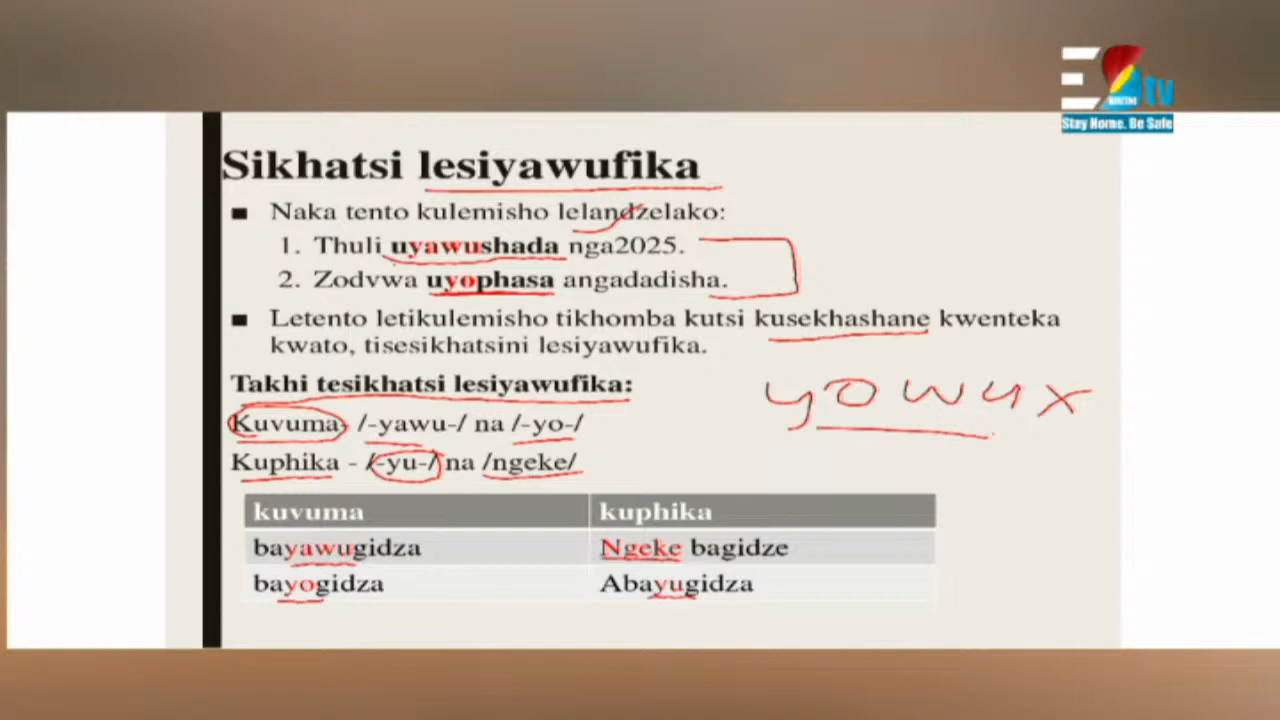 E tv
Stay Home. Be Safe
Sikhatsi lesiyawufika
■ Naka tento kulemisho lelandzelako:
1. Thuli uyawushada nga2025.
2. Zodvwa uyophasa angadadisha.
■ Letento letikulemisho tikhomba kutsi kusekhashane kwenteka
kwato, tisesikhatsini lesiyawufika.
Takhi tesikhatsi lesiyawufika:
Kuvuma- /-yawu-/ na /-yo-/
yowu x
Kuphika - /-yu-/ na /ngeke/
kuvuma kuphika
bayawugidza Ngeke bagidze
bayogidza Abayugidza